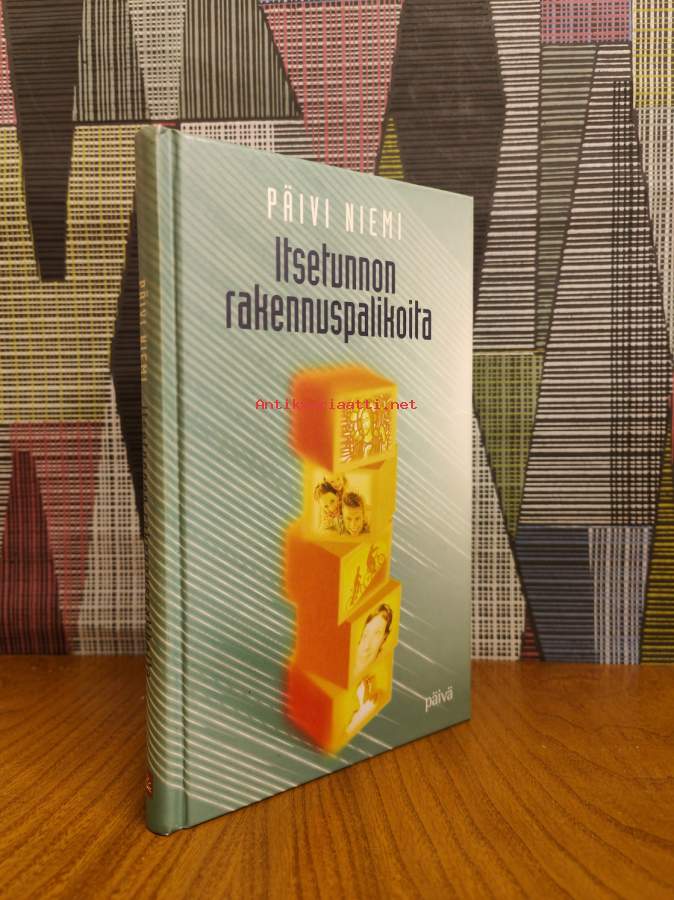 PÄIVI NIEMI
Itsetunnon
rakennuspalikoita
Antikvariaatti.net
päivä
PÄIVI NIEMI